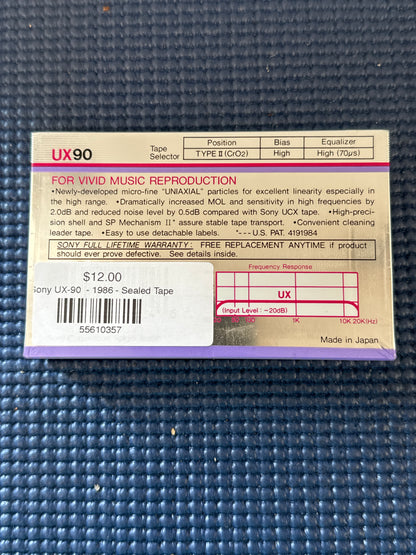 UX90
Tape Selector
Position Bias Equalizer
TYPE II (CrO2) High High (70μs)
FOR VIVID MUSIC REPRODUCTION
•Newly-developed micro-fine "UNIAXIAL" particles for excellent linearity especially in
the high range. •Dramatically increased MOL and sensitivity in high frequencies by
2.0dB and reduced noise level by 0.5dB compared with Sony UCX tape. •High-preci-
sion shell and SP Mechanism II* assure stable tape transport. •Convenient cleaning
leader tape. •Easy to use detachable labels. *--- U.S. PAT. 4191984
SONY FULL LIFETIME WARRANTY: FREE REPLACEMENT ANYTIME if product
should ever prove defective. See details inside.
$12.00
Sony UX-90 - 1986 - Sealed Tape
55610357
Frequency Response
UX
(Input Level: -20dB)
1K 10K 20K(Hz)
Made in Japan